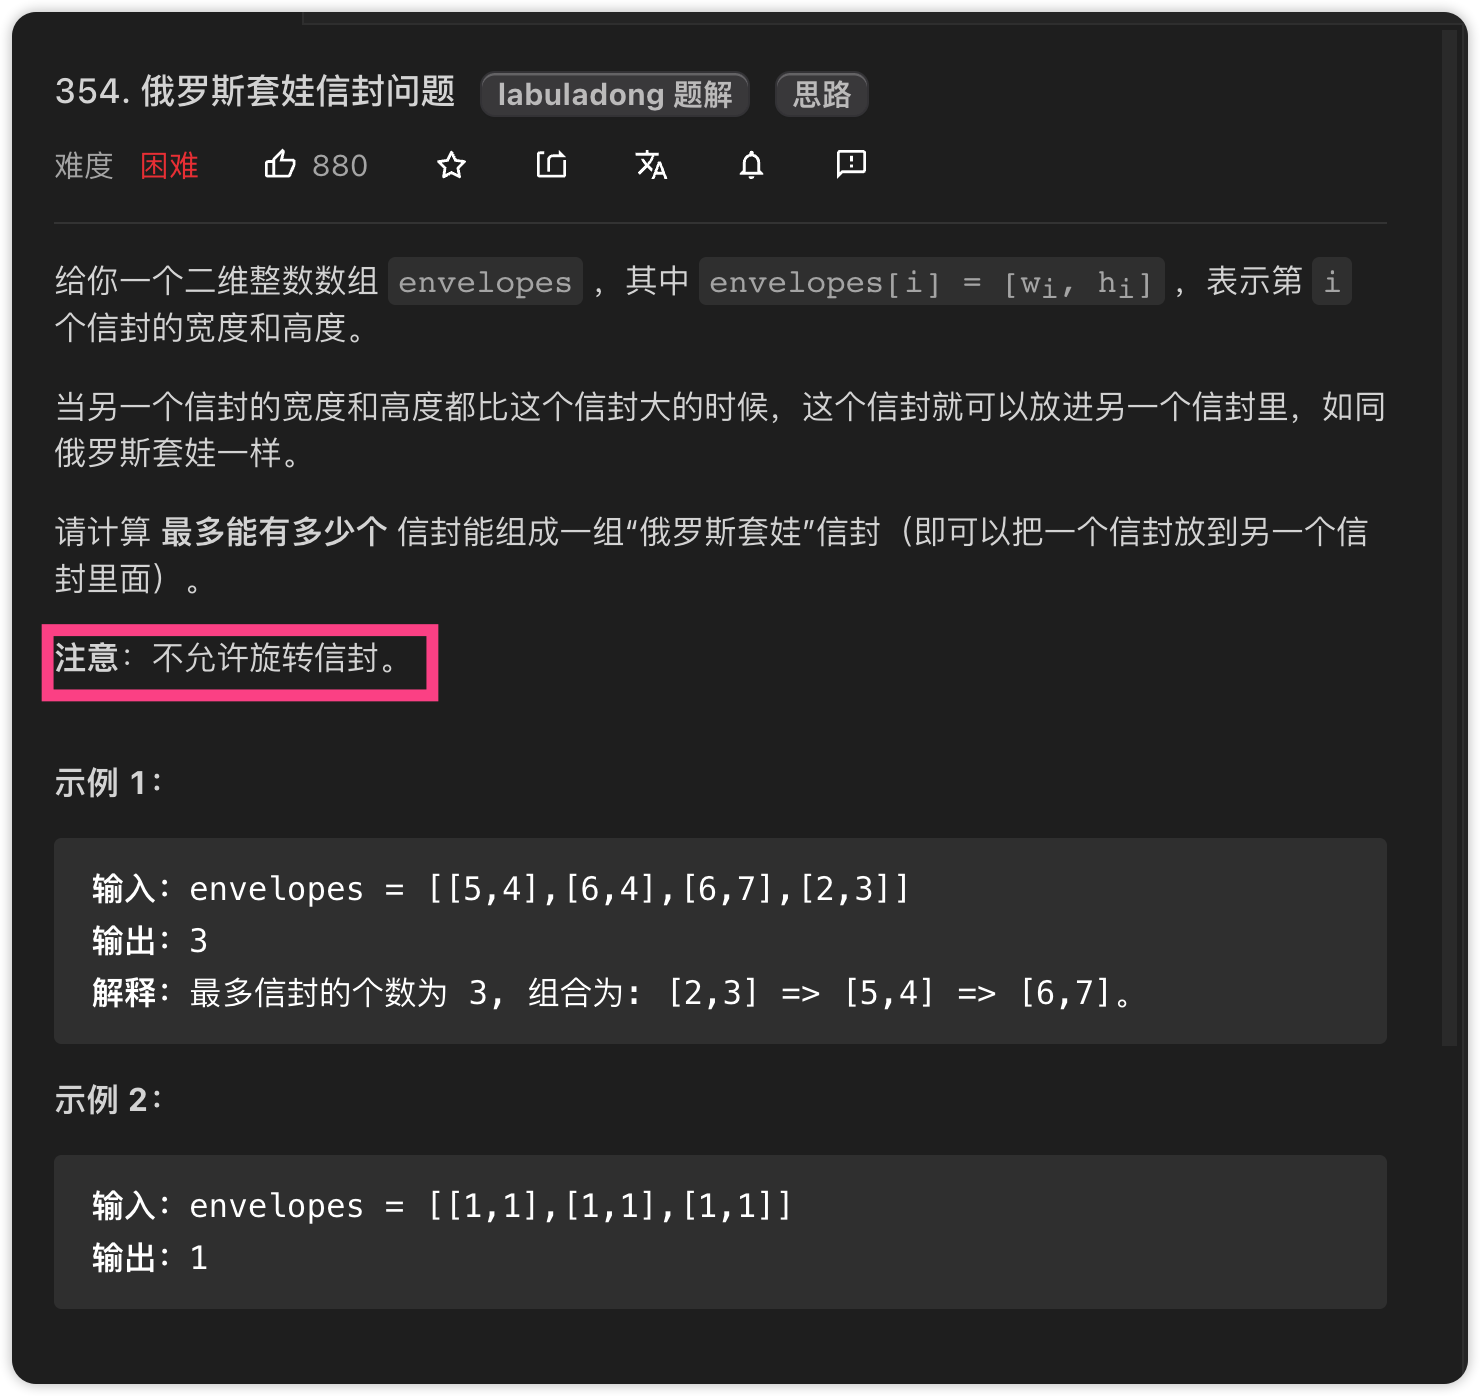 354. 俄罗斯套娃信封问题 labuladong 题解 思路
难度 困难 880
给你一个二维整数数组 envelopes ，其中 envelopes[i] = [wi, hi] ，表示第 i
个信封的宽度和高度。
当另一个信封的宽度和高度都比这个信封大的时候，这个信封就可以放进另一个信封里，如同
俄罗斯套娃一样。
请计算 最多能有多少个 信封能组成一组“俄罗斯套娃”信封（即可以把一个信封放到另一个信
封里面）。
注意：不允许旋转信封。
示例 1：
输入：envelopes = [[5,4],[6,4],[6,7],[2,3]]
输出：3
解释：最多信封的个数为 3, 组合为: [2,3] => [5,4] => [6,7]。
示例 2：
输入：envelopes = [[1,1],[1,1],[1,1]]
输出：1